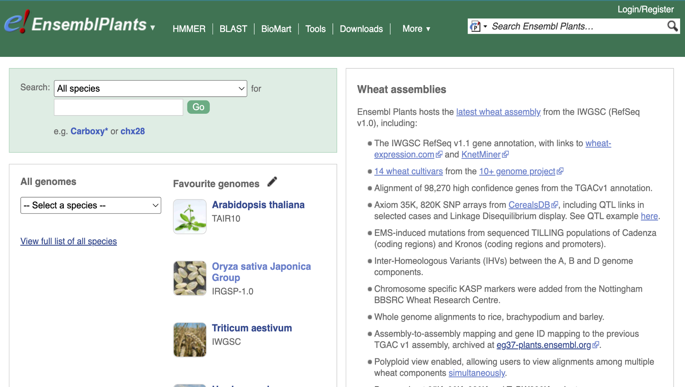 Login/Register
e! EnsemblPlants ▾
HMMER | BLAST | BioMart | Tools | Downloads | More ▾
Search Ensembl Plants...
Search: All species for
Go
e.g. Carboxy* or chx28
All genomes
-- Select a species --
View full list of all species
Favourite genomes
Arabidopsis thaliana
TAIR10
Oryza sativa Japonica
Group
IRGSP-1.0
Triticum aestivum
IWGSC
Wheat assemblies
Ensembl Plants hosts the latest wheat assembly from the IWGSC (RefSeq
v1.0), including:
The IWGSC RefSeq v1.1 gene annotation, with links to wheat-
expression.com and KnetMiner
14 wheat cultivars from the 10+ genome project
Alignment of 98,270 high confidence genes from the TGACv1 annotation.
Axiom 35K, 820K SNP arrays from CerealsDB, including QTL links in
selected cases and Linkage Disequilibrium display. See QTL example here.
EMS-induced mutations from sequenced TILLING populations of Cadenza
(coding regions) and Kronos (coding regions and promoters).
Inter-Homoeologous Variants (IHVs) between the A, B and D genome
components.
Chromosome specific KASP markers were added from the Nottingham
BBSRC Wheat Research Centre.
Whole genome alignments to rice, brachypodium and barley.
Assembly-to-assembly mapping and gene ID mapping to the previous
TGAC v1 assembly, archived at eg37-plants.ensembl.org
Polyploid view enabled, allowing users to view alignments among multiple
wheat components simultaneously.